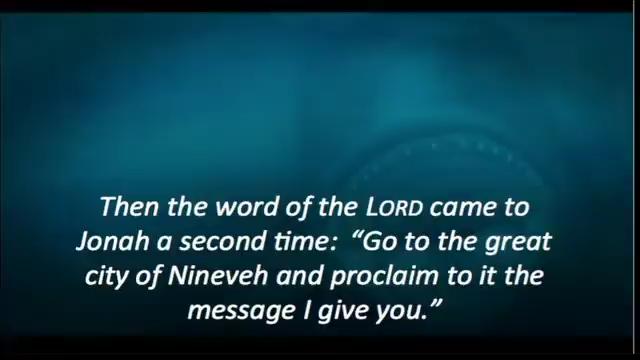 Then the word of the LORD came to
Jonah a second time:  “Go to the great
city of Nineveh and proclaim to it the
message I give you.”